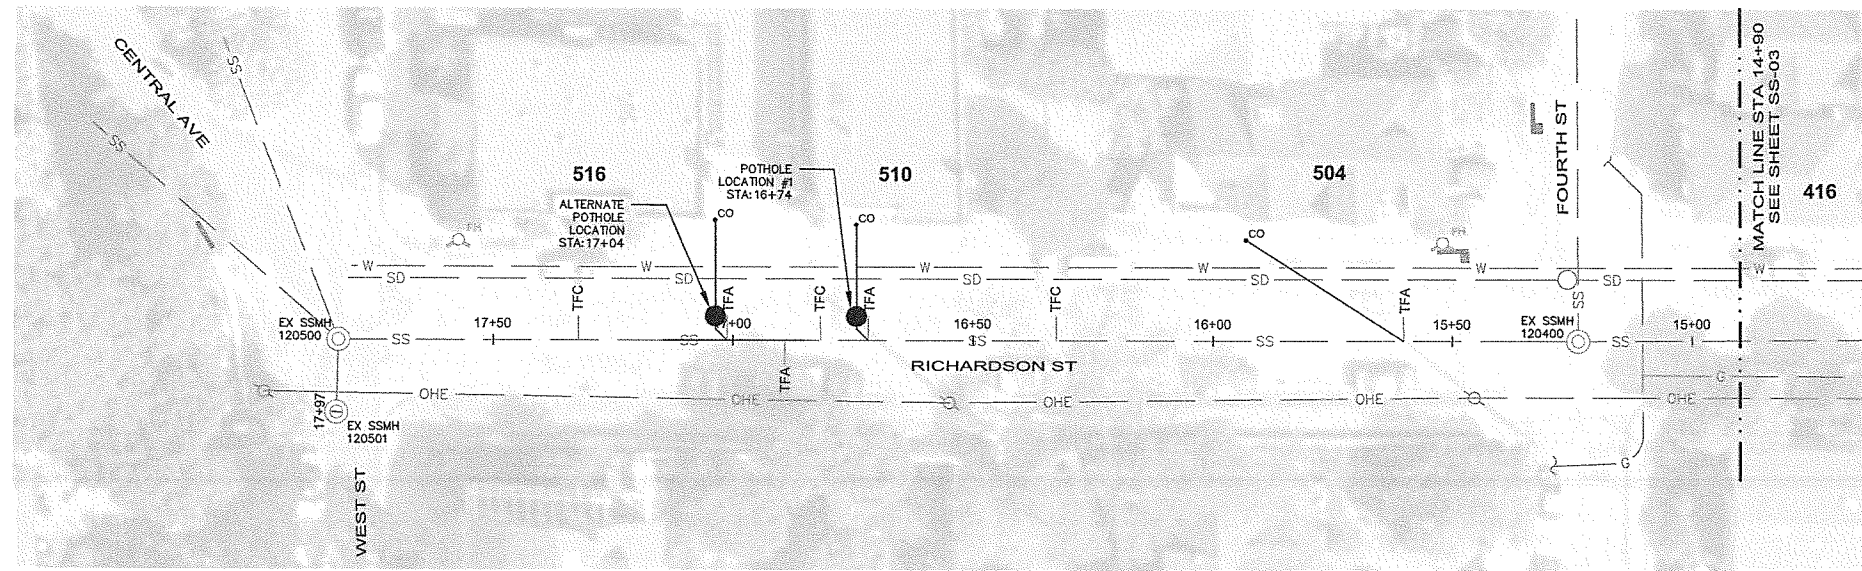 CENTRAL AVE
SS
SS
516
ALTERNATE
POTHOLE
LOCATION
STA:17+04
POTHOLE
LOCATION #1
STA:16+74
510
504
FOURTH ST
MATCH LINE STA 14+90
SEE SHEET SS-03
416
CO
CO
CO
FH
FH
W
W
W
W
W
W
SD
SD
SD
SD
SD
TFC
TFA
TFC
TFA
TFC
TFA
SS
EX SSMH
120500
17+50
17+00
16+50
16+00
15+50
EX SSMH
120400
15+00
SS
SS
SS
SS
SS
SS
RICHARDSON ST
TFA
G
OHE
OHE
OHE
OHE
OHE
17+97
EX SSMH
120501
G
WEST ST